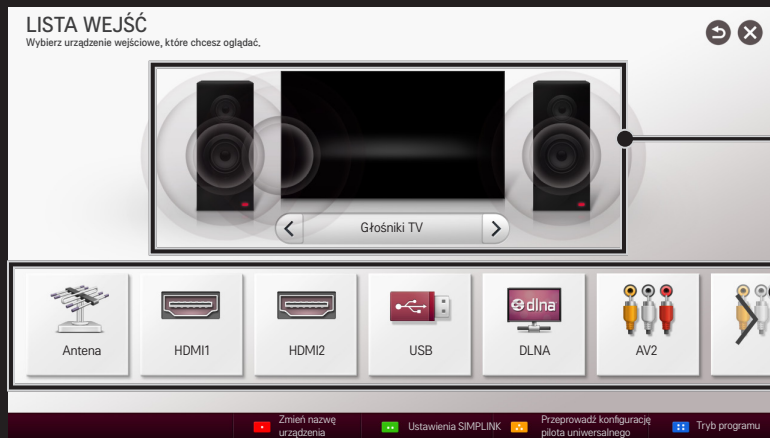 LISTA WEJŚĆ
Wybierz urządzenie wejściowe, które chcesz oglądać.
Głośniki TV
dlna
Antena
HDMI1
HDMI2
USB
DLNA
AV2
Zmień nazwę
urządzenia
Ustawienia SIMPLINK
Przeprowadź konfigurację
pilota uniwersalnego
Tryb programu